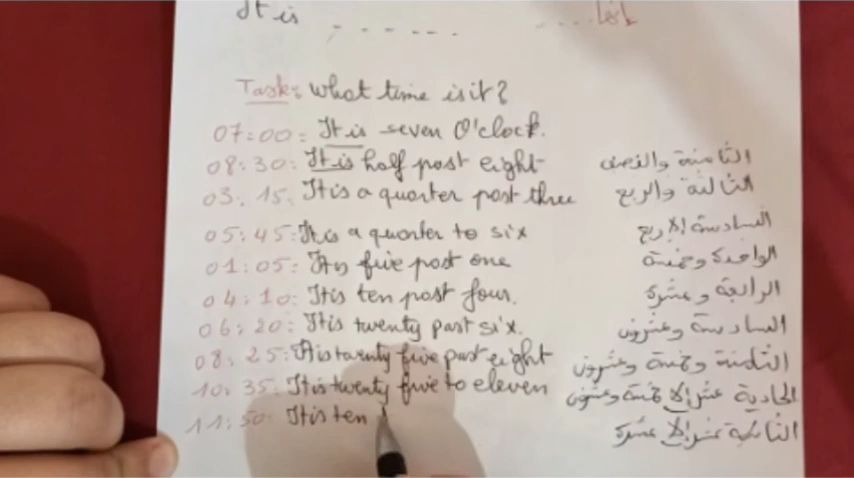 It is ------ ....
Task: What time is it?
07:00: It is seven O'clock.
08:30: It is half past eight الثامنة والنصف
03:15: It is a quarter past three الثالثة والربع
05:45: It is a quarter to six السادسة إلا ربع
01:05: It is five past one الواحدة وخمسة
04:10: It is ten past four. الرابعة وعشرة
06:20: It is twenty past six. السادسة وعشرون
08:25: It is twenty five past eight الثامنة وخمسة وعشرون
10:35: It is twenty five to eleven الحادية عشر إلا خمسة وعشرون
11:50: It is ten الثانية عشر إلا عشرة